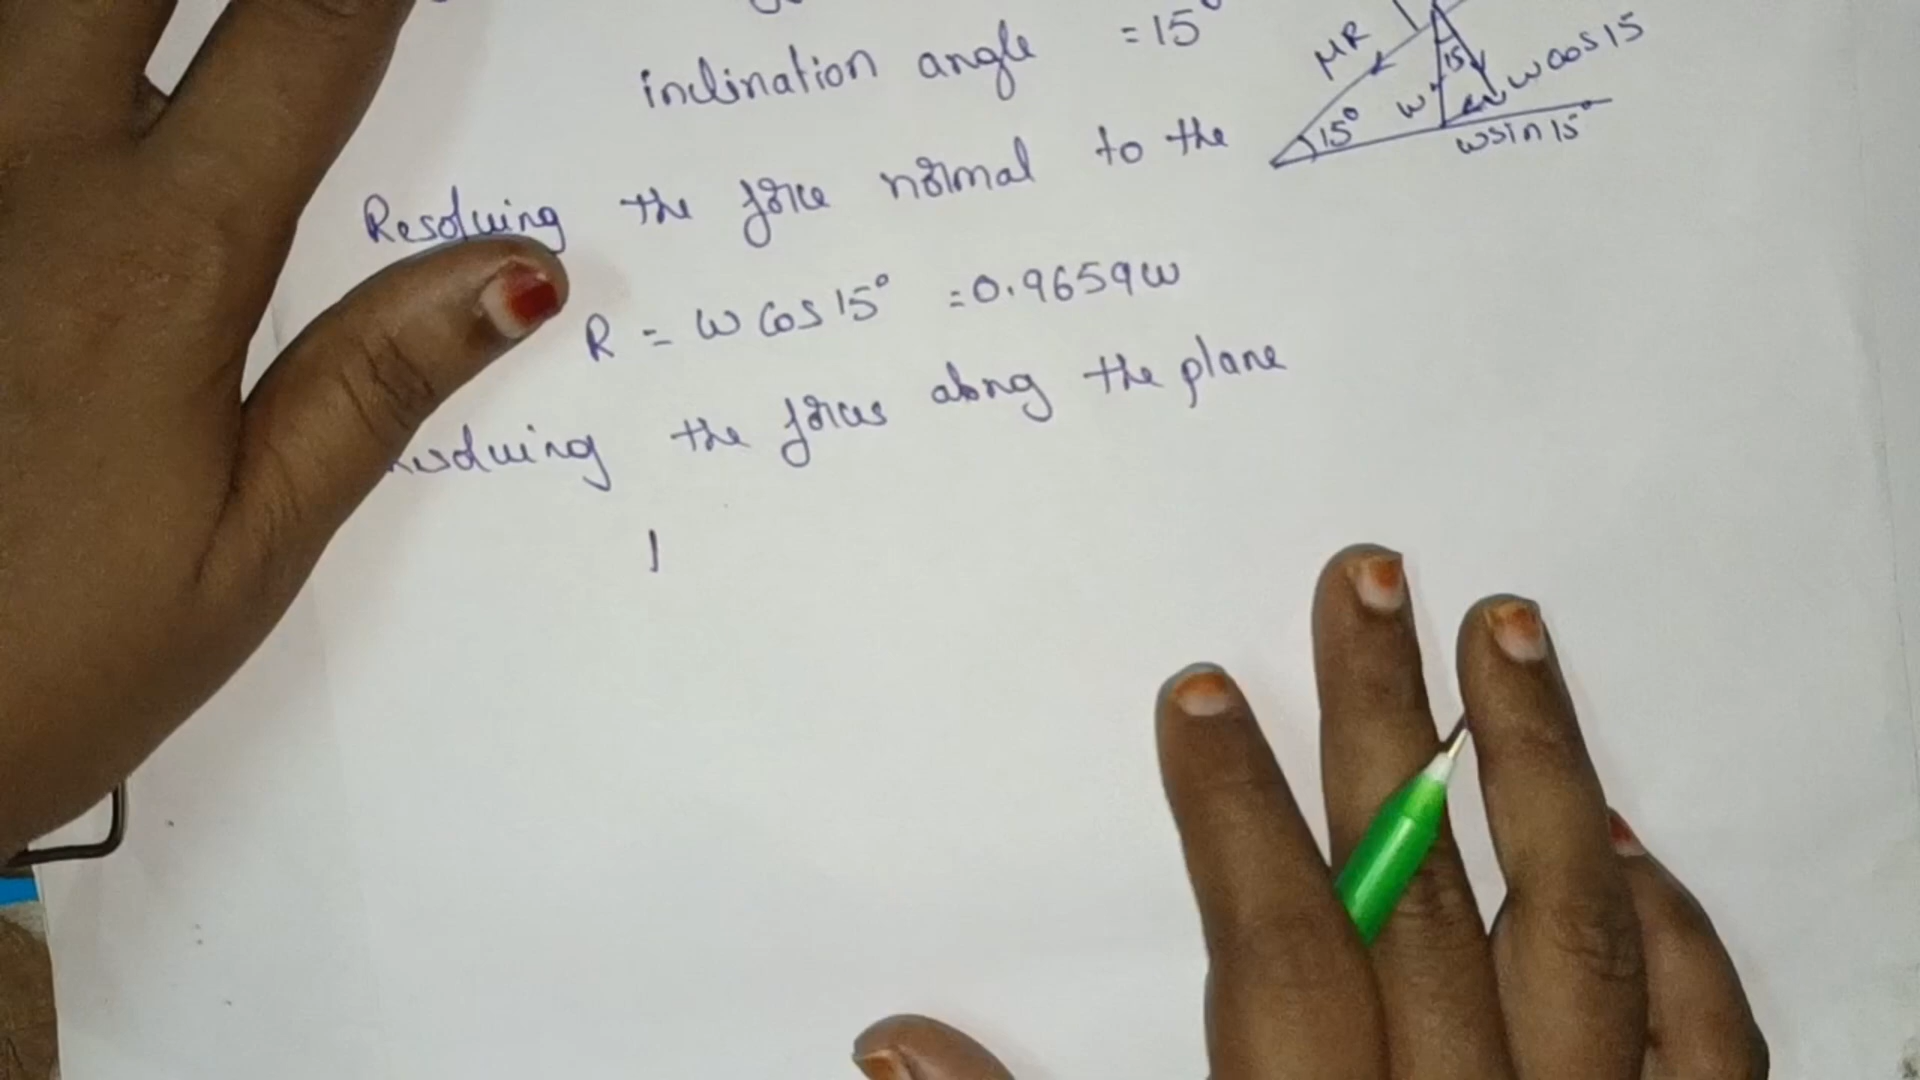 inclination angle = 15°
Resolving the force normal to the
R = w cos 15° = 0.9659w
the forces along the plane
μR
15
w cos 15
15°
w
w sin 15°